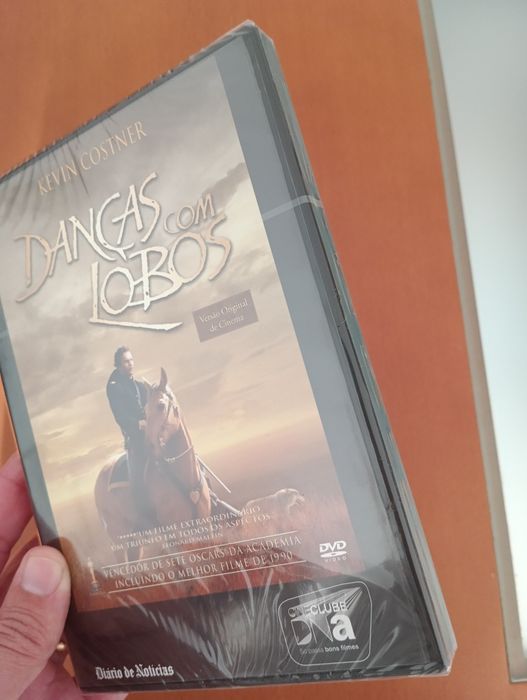 KEVIN COSTNER
DANÇAS COM
LOBOS
Versão Original
de Cinema
"*****UM FILME EXTRAORDINÁRIO
UM TRIUNFO EM TODOS OS ASPECTOS"
LEONARD MALTIN
VENCEDOR DE SETE OSCARS DA ACADEMIA
INCLUINDO O MELHOR FILME DE 1990
DVD
VIDEO
CINECLUBE
DNa
Só passa bons filmes
Diário de Notícias